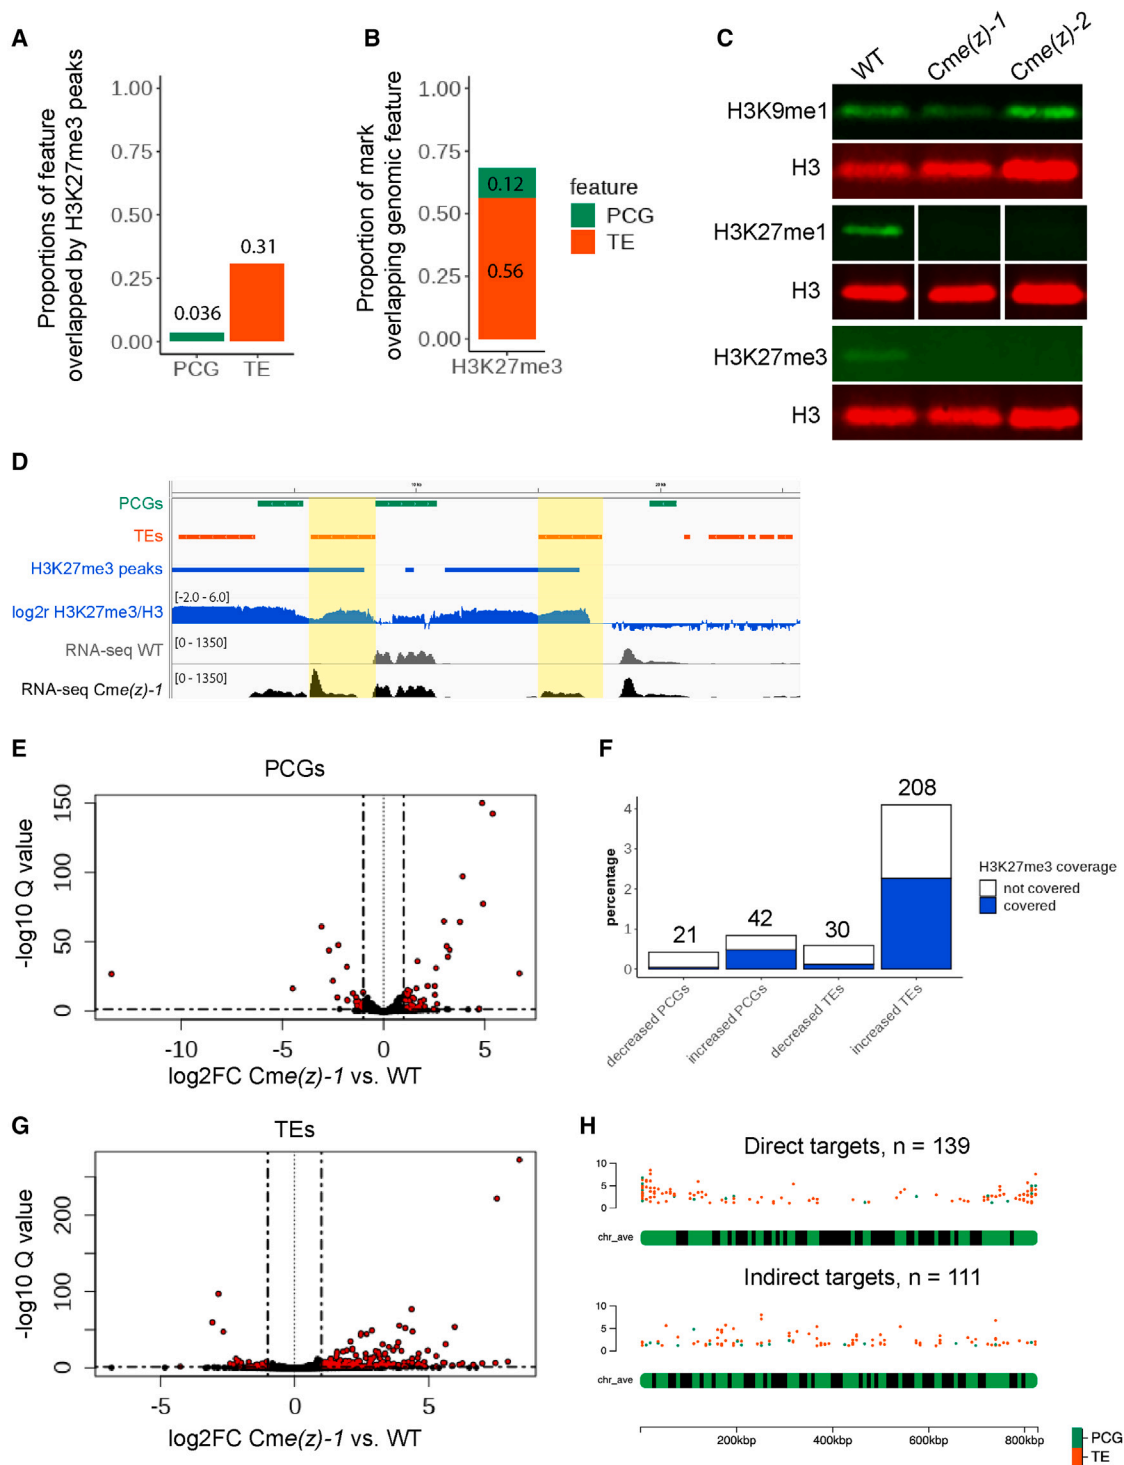 A
Proportions of feature
overlapped by H3K27me3 peaks
1.00
0.75
0.50
0.25
0.00
0.036
0.31
PCG
TE
B
Proportion of mark
overlapping genomic feature
1.00
0.75
0.50
0.25
0.00
0.12
0.56
H3K27me3
feature
PCG
TE
C
WT
Cme(z)-1
Cme(z)-2
H3K9me1
H3
H3K27me1
H3
H3K27me3
H3
D
PCGs
TEs
H3K27me3 peaks
log2r H3K27me3/H3
[-2.0 - 6.0]
RNA-seq WT
[0 - 1350]
RNA-seq Cme(z)-1
[0 - 1350]
E
PCGs
-log10 Q value
150
100
50
0
-10
-5
0
5
log2FC Cme(z)-1 vs. WT
F
percentage
4
3
2
1
0
21
42
30
208
decreased PCGs
increased PCGs
decreased TEs
increased TEs
H3K27me3 coverage
not covered
covered
G
TEs
-log10 Q value
200
100
0
-5
0
5
log2FC Cme(z)-1 vs. WT
H
Direct targets, n = 139
10
5
0
chr_ave
Indirect targets, n = 111
10
5
0
chr_ave
200kbp
400kbp
600kbp
800kbp
PCG
TE